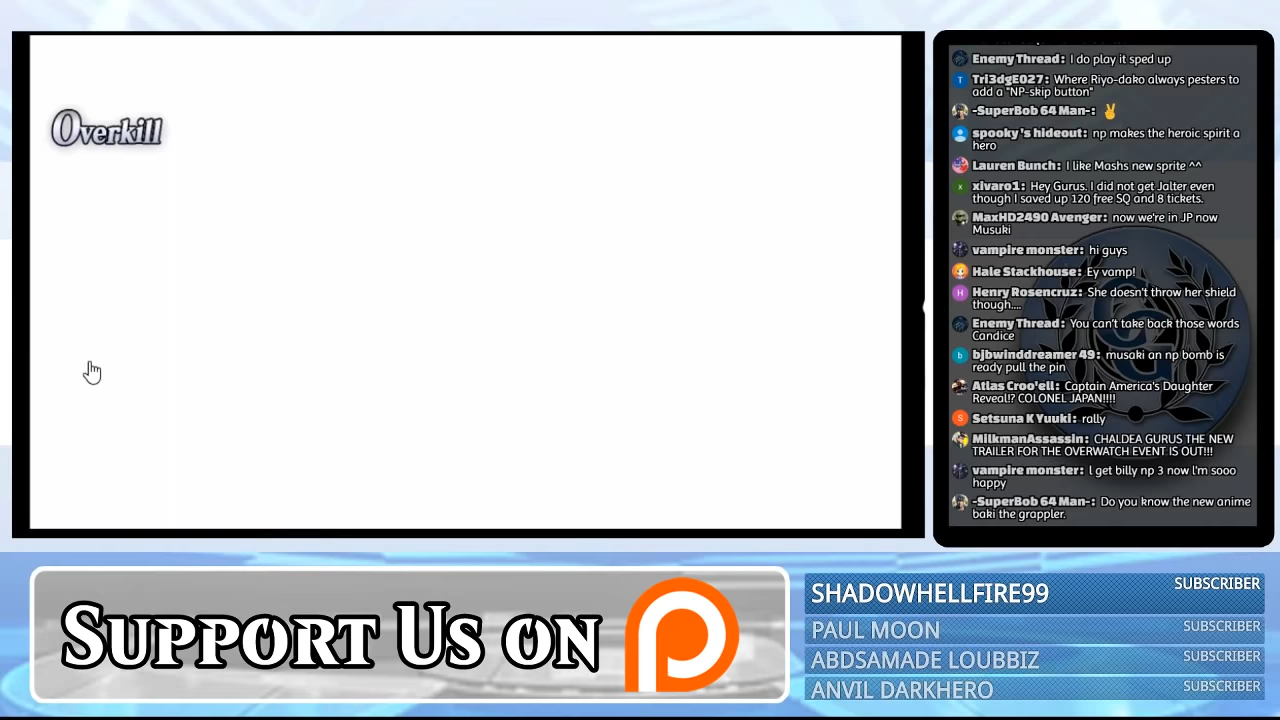 Overkill
Enemy Thread: I do play it sped up
Tri3dgE027: Where Riyo-dako always pesters to
add a "NP-skip button"
-SuperBob 64 Man-: ✌
spooky 's hideout: np makes the heroic spirit a
hero
Lauren Bunch: I like Mashs new sprite ^^
xivaro1: Hey Gurus. I did not get Jalter even
though I saved up 120 free SQ and 8 tickets.
MaxHD2490 Avenger: now we're in JP now
Musuki
vampire monster: hi guys
Hale Stackhouse: Ey vamp!
Henry Rosencruz: She doesn't throw her shield
though....
Enemy Thread: You can't take back those words
Candice
bjbwinddreamer 49: musaki an np bomb is
ready pull the pin
Atlas Croo'ell: Captain America's Daughter
Reveal!? COLONEL JAPAN!!!!
Setsuna K Yuuki: rally
MilkmanAssassin: CHALDEA GURUS THE NEW
TRAILER FOR THE OVERWATCH EVENT IS OUT!!!
vampire monster: l get billy np 3 now l'm sooo
happy
-SuperBob 64 Man-: Do you know the new anime
baki the grappler.
Support Us on
SHADOWHELLFIRE99 SUBSCRIBER
PAUL MOON SUBSCRIBER
ABDSAMADE LOUBBIZ SUBSCRIBER
ANVIL DARKHERO SUBSCRIBER